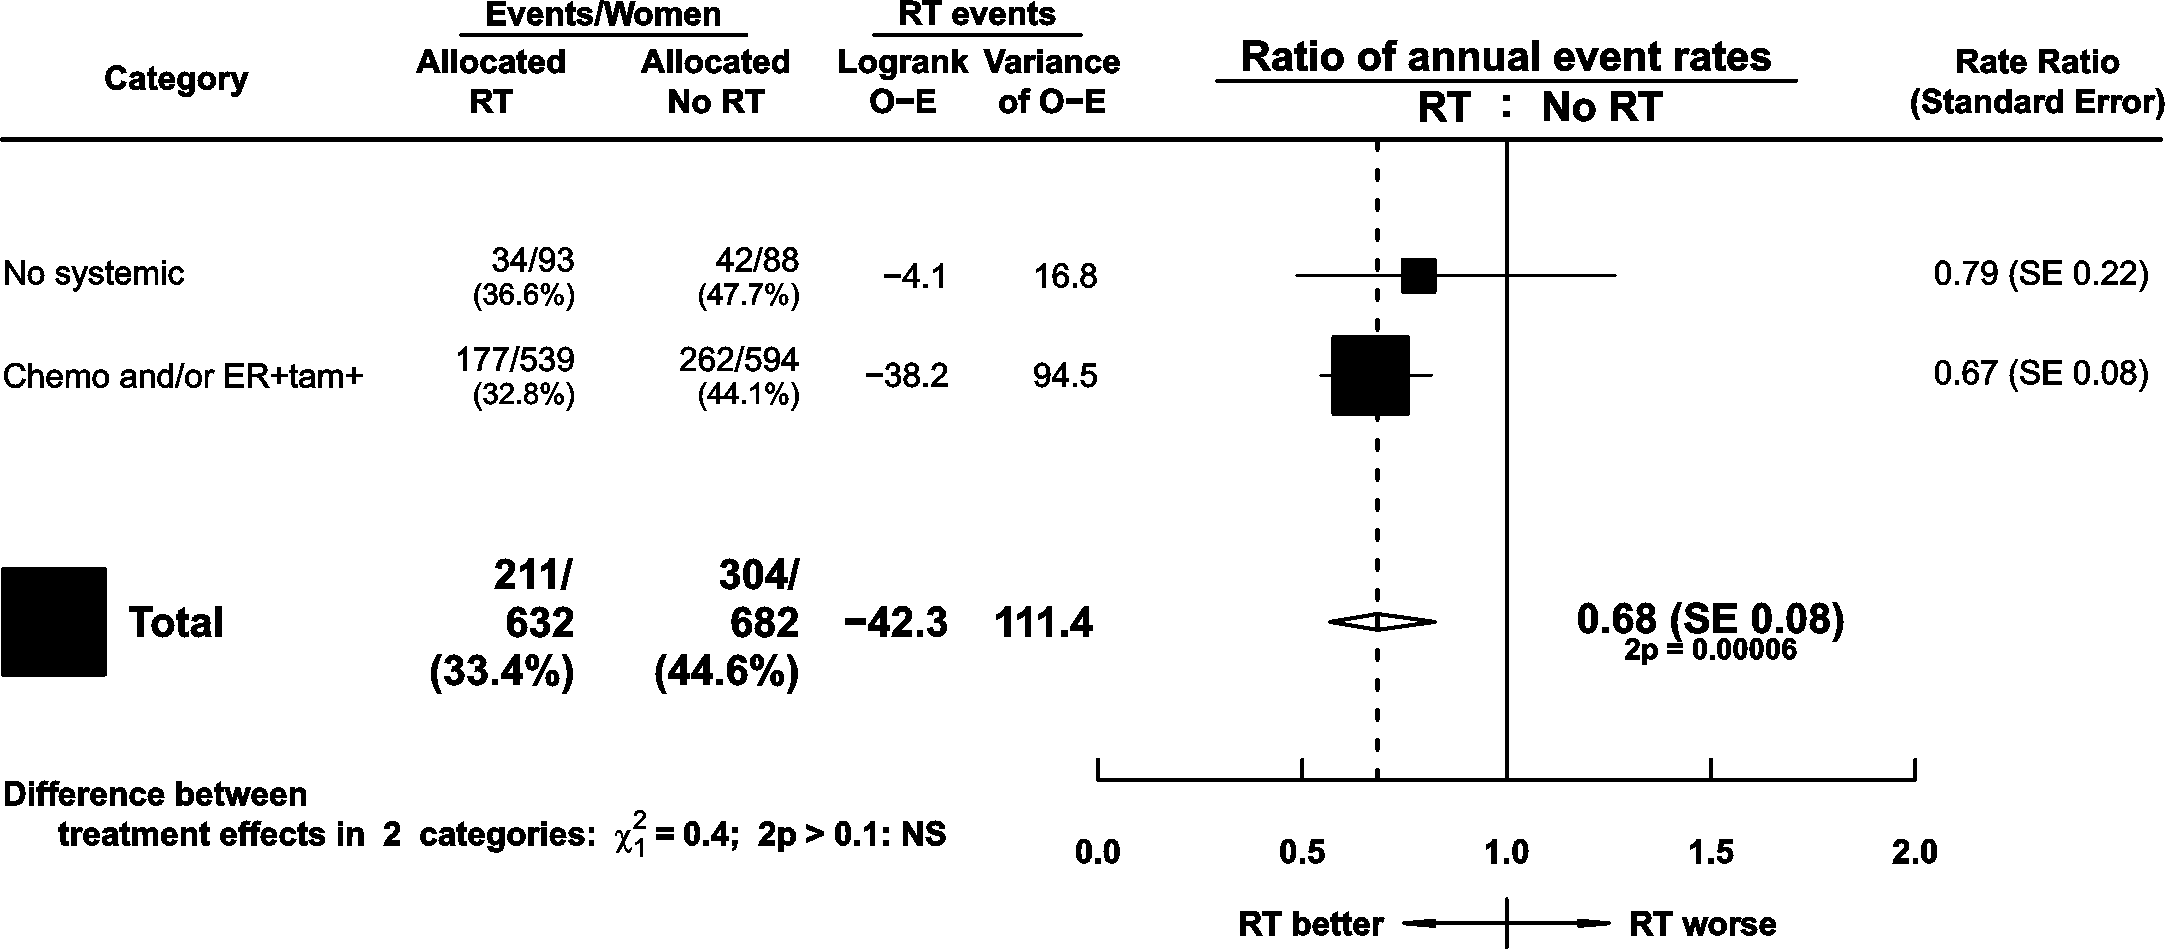 Events/Women RT events
Category Allocated RT Allocated No RT Logrank O−E Variance of O−E Ratio of annual event rates Rate Ratio (Standard Error)
RT : No RT
No systemic 34/93 (36.6%) 42/88 (47.7%) −4.1 16.8 0.79 (SE 0.22)
Chemo and/or ER+tam+ 177/539 (32.8%) 262/594 (44.1%) −38.2 94.5 0.67 (SE 0.08)
Total 211/632 (33.4%) 304/682 (44.6%) −42.3 111.4 0.68 (SE 0.08)
2p = 0.00006
Difference between
treatment effects in 2 categories: χ²₁ = 0.4; 2p > 0.1: NS
0.0 0.5 1.0 1.5 2.0
RT better RT worse